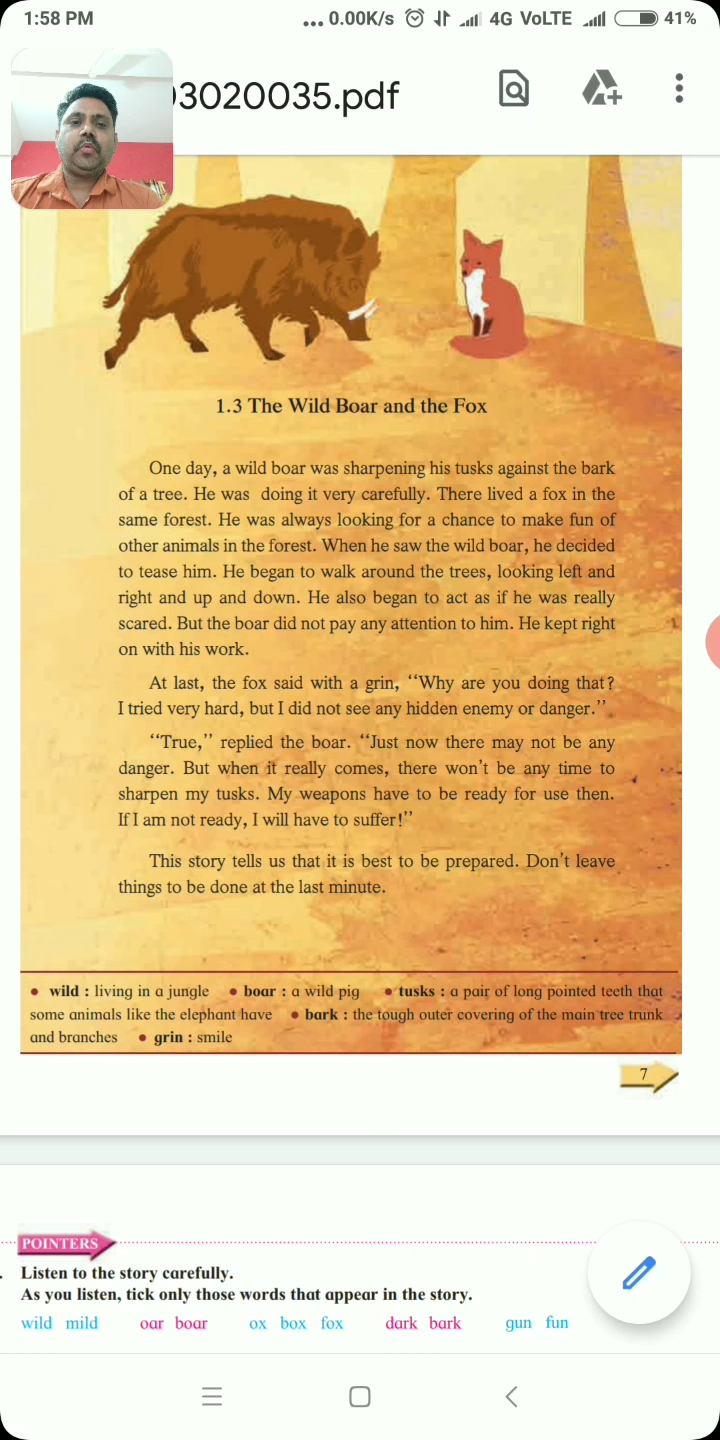 1:58 PM ... 0.00K/s 4G VoLTE 41%
03020035.pdf
1.3 The Wild Boar and the Fox
One day, a wild boar was sharpening his tusks against the bark
of a tree. He was doing it very carefully. There lived a fox in the
same forest. He was always looking for a chance to make fun of
other animals in the forest. When he saw the wild boar, he decided
to tease him. He began to walk around the trees, looking left and
right and up and down. He also began to act as if he was really
scared. But the boar did not pay any attention to him. He kept right
on with his work.
At last, the fox said with a grin, ‘‘Why are you doing that?
I tried very hard, but I did not see any hidden enemy or danger.’’
‘‘True,’’ replied the boar. ‘‘Just now there may not be any
danger. But when it really comes, there won’t be any time to
sharpen my tusks. My weapons have to be ready for use then.
If I am not ready, I will have to suffer!’’
This story tells us that it is best to be prepared. Don’t leave
things to be done at the last minute.
• wild : living in a jungle • boar : a wild pig • tusks : a pair of long pointed teeth that
some animals like the elephant have • bark : the tough outer covering of the main tree trunk
and branches • grin : smile
7
POINTERS
Listen to the story carefully.
As you listen, tick only those words that appear in the story.
wild mild oar boar ox box fox dark bark gun fun